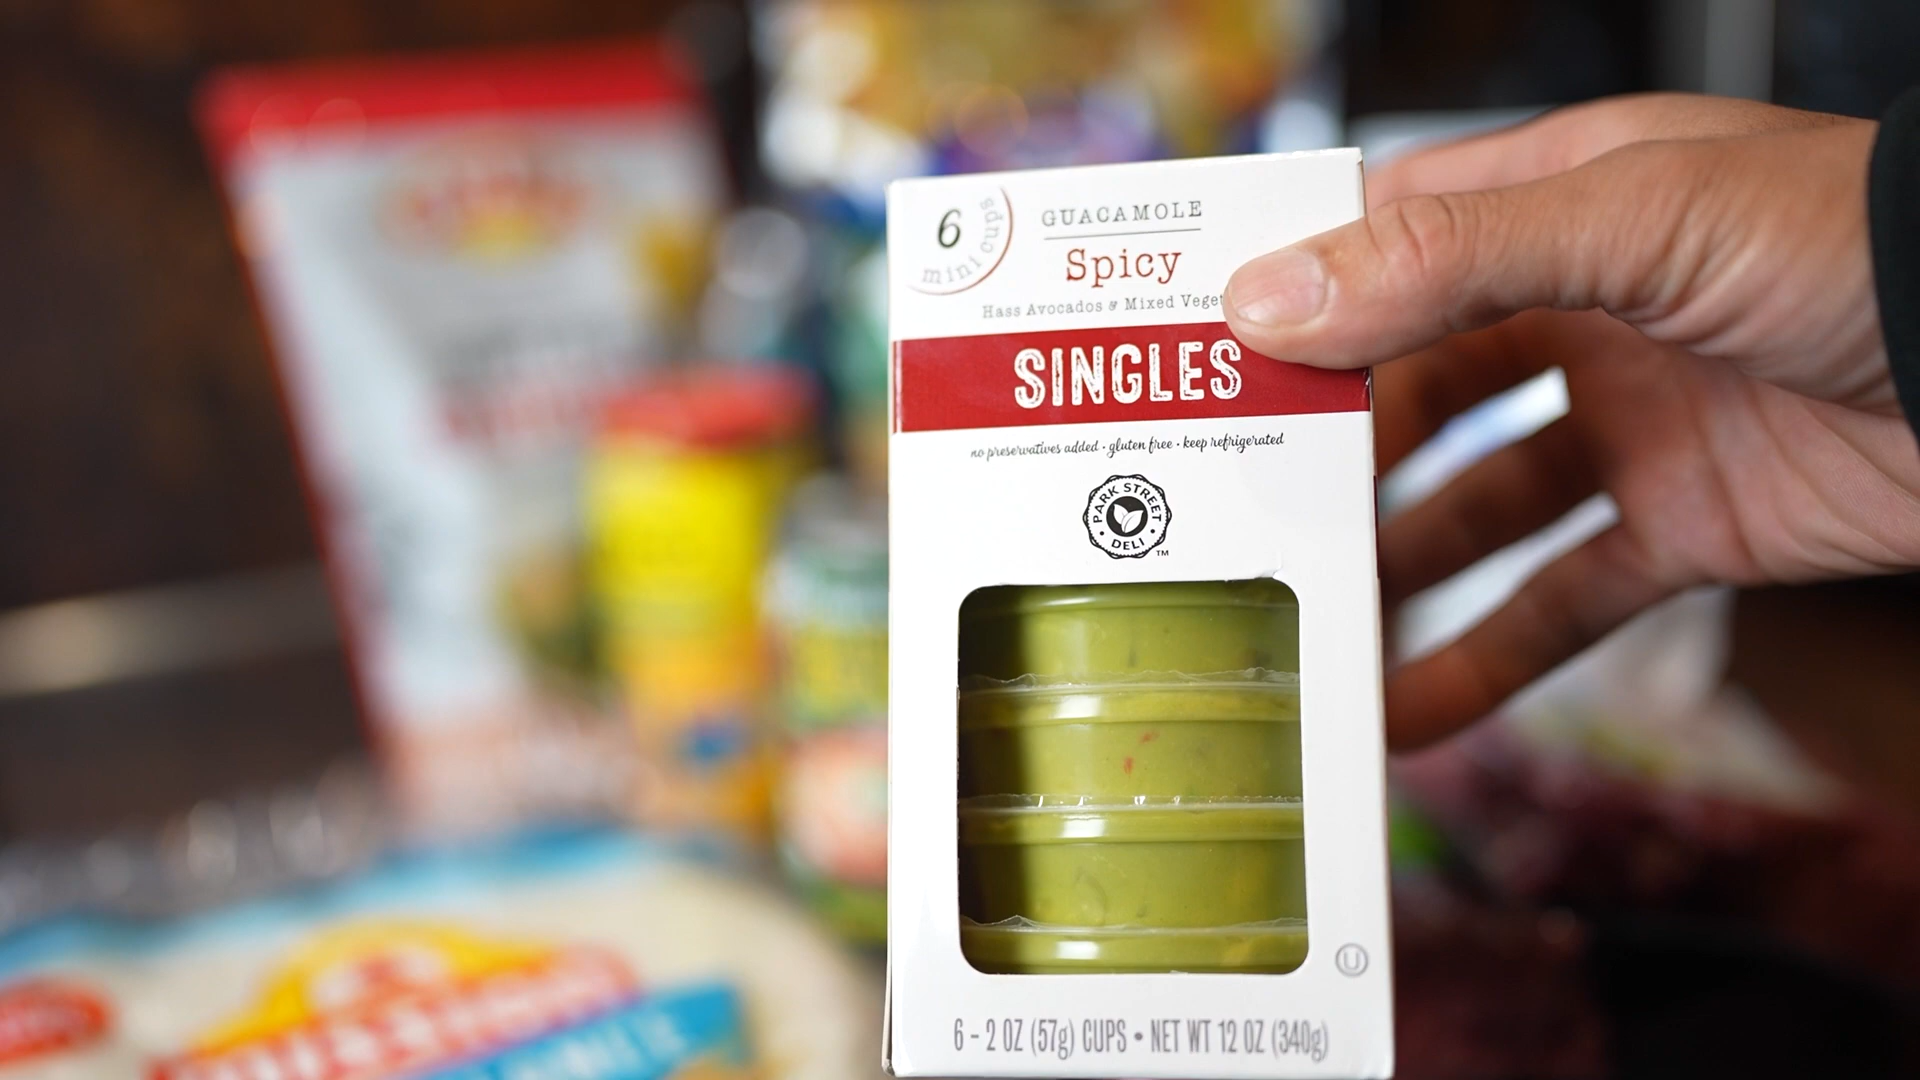 6
mini cups
GUACAMOLE
Spicy
Hass Avocados & Mixed
SINGLES
no preservatives added • gluten free • keep refrigerated
PARK STREET
DELI
TM
U
6 - 2 OZ (57g) CUPS • NET WT 12 OZ (340g)